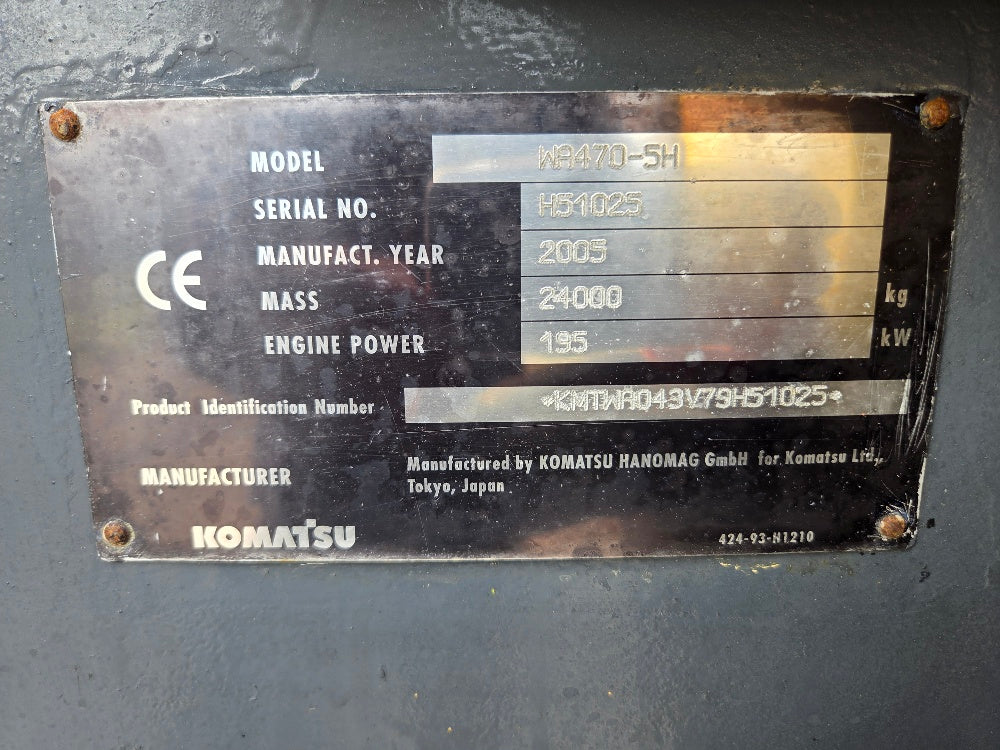 MODEL WA470-5H
SERIAL NO. H51025
MANUFACT. YEAR 2005
CE
MASS 24000 kg
ENGINE POWER 195 kW
Product Identification Number *KMTWA043V79H51025*
MANUFACTURER Manufactured by KOMATSU HANOMAG GmbH for Komatsu Ltd.,
Tokyo, Japan
KOMATSU 424-93-H1210